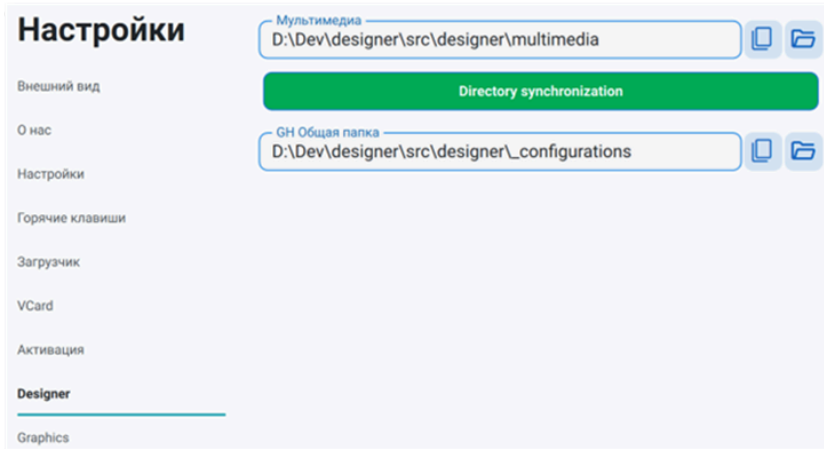 Настройки
Внешний вид
О нас
Настройки
Горячие клавиши
Загрузчик
VCard
Активация
Designer
Graphics
Мультимедиа
D:\Dev\designer\src\designer\multimedia
Directory synchronization
GH Общая папка
D:\Dev\designer\src\designer\_configurations